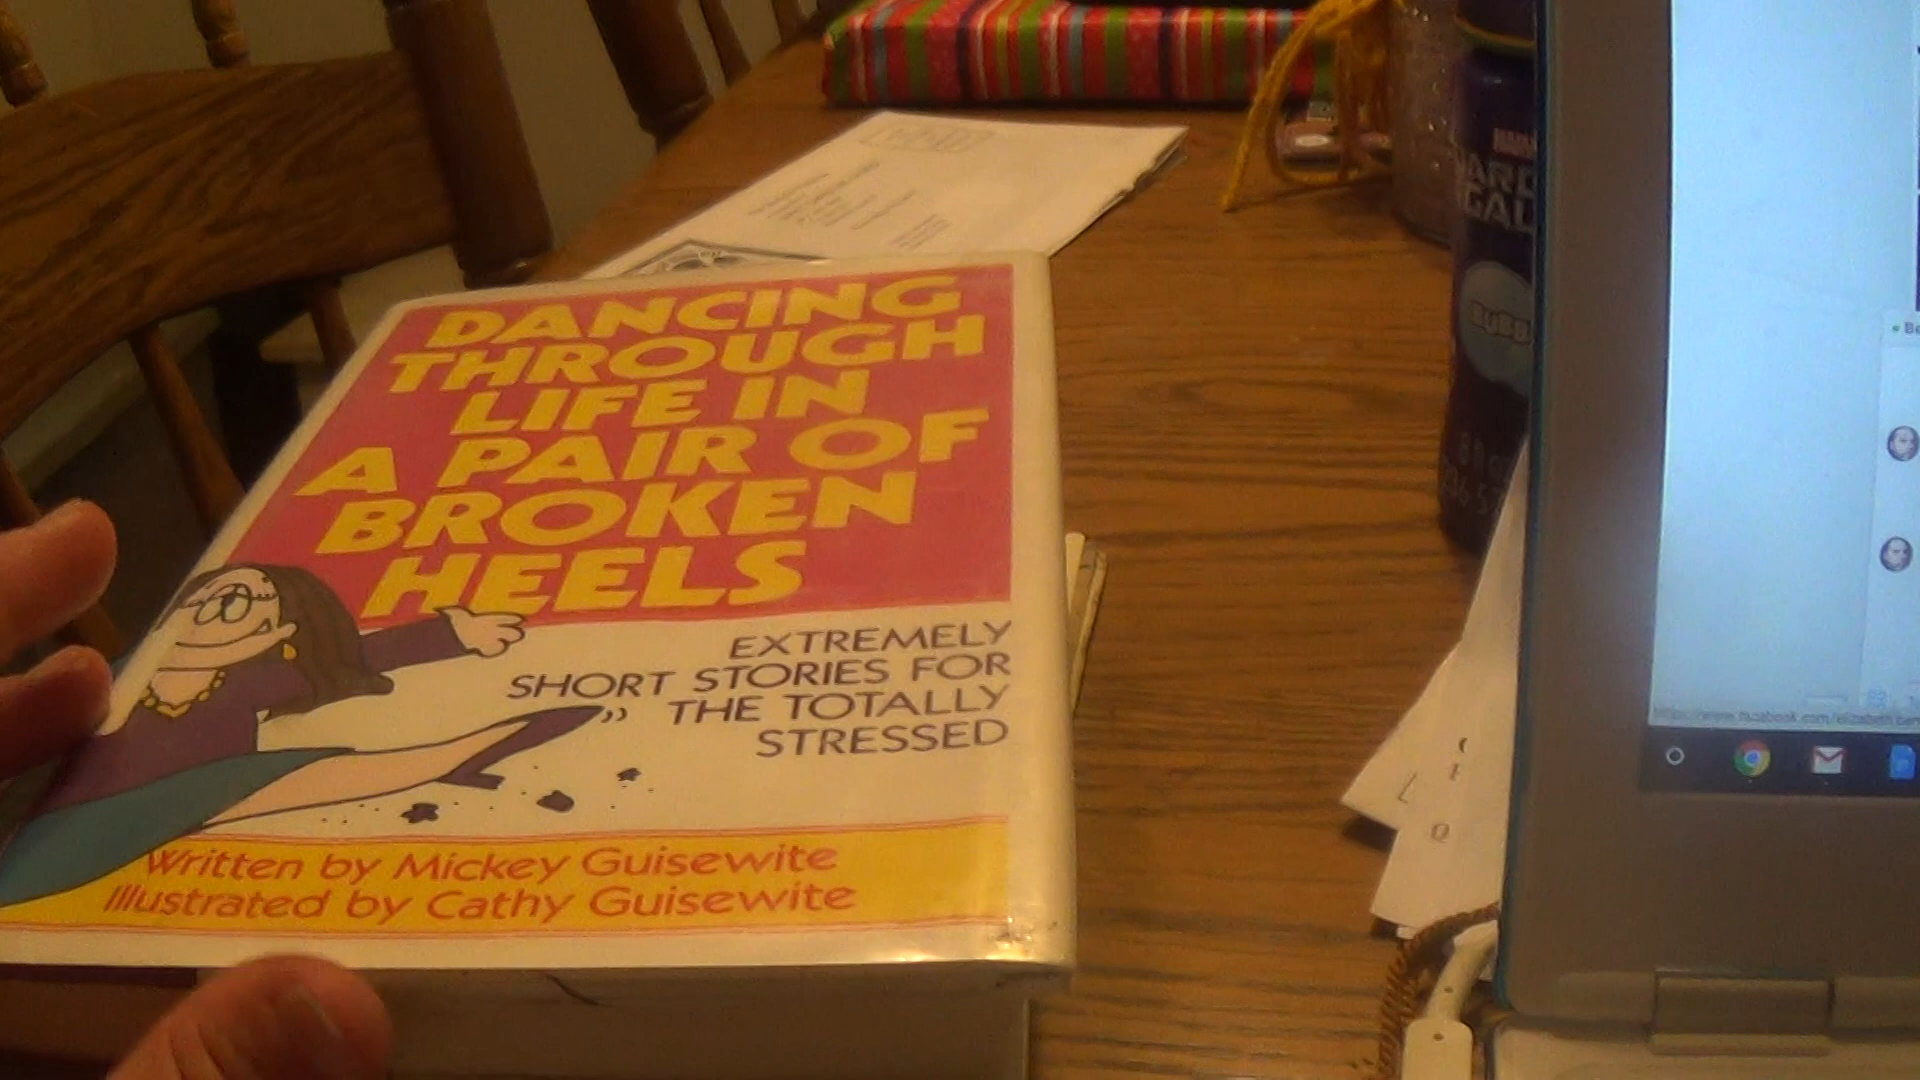 DANCING
THROUGH
LIFE IN
A PAIR OF
BROKEN
HEELS
EXTREMELY
SHORT STORIES FOR
THE TOTALLY
STRESSED
Written by Mickey Guisewite
Illustrated by Cathy Guisewite
BUBB